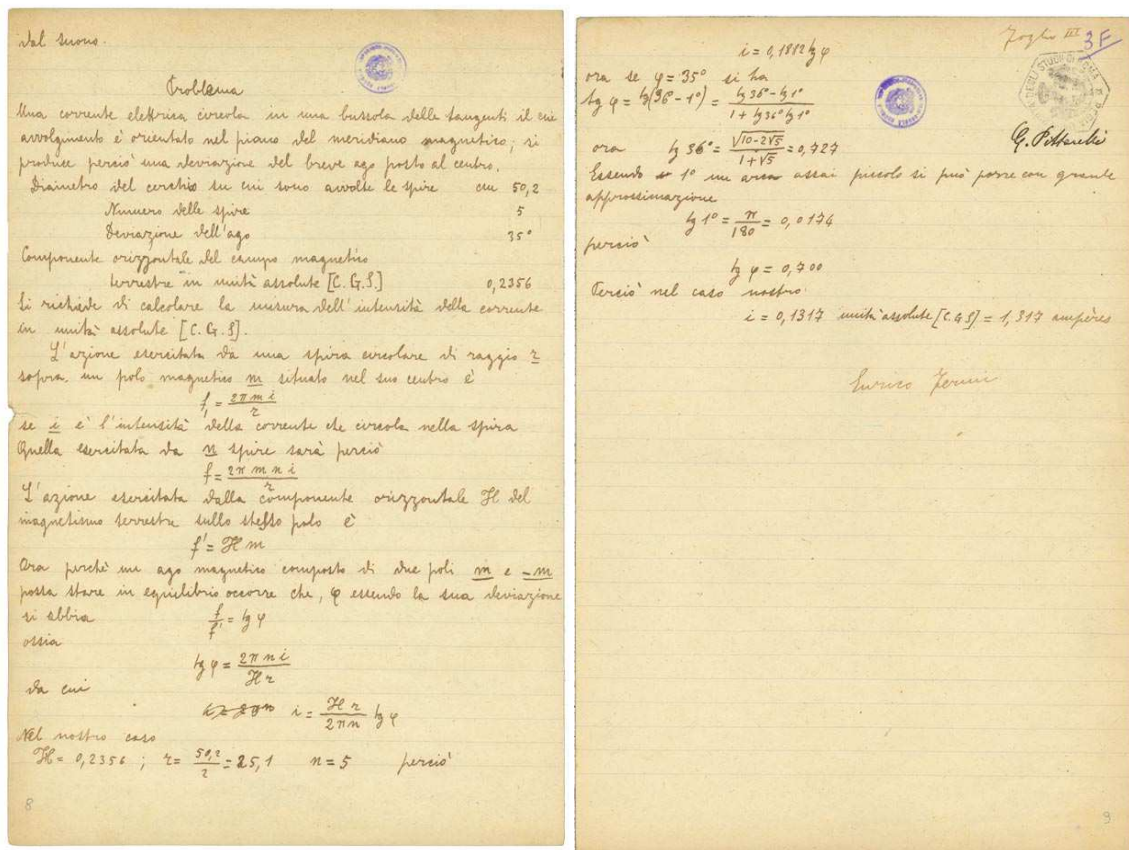 dal suono.
Problema
Una corrente elettrica circola in una bussola delle tangenti il cui
avvolgimento è orientato nel piano del meridiano magnetico; si
produce perciò una deviazione del breve ago posto al centro.
Diametro del cerchio su cui sono avvolte le spire cm 50,2
Numero delle spire 5
Deviazione dell'ago 35°
Componente orizzontale del campo magnetico
terrestre in unità assolute [C.G.S.] 0,2356
Si richiede di calcolare la misura dell'intensità della corrente
in unità assolute [C.G.S].
L'azione esercitata da una spira circolare di raggio r
sopra un polo magnetico m situato nel suo centro è
f₁ = 2π m i / r
se i è l'intensità della corrente che circola nella spira
Quella esercitata da n spire sarà perciò
f = 2π m n i / r
L'azione esercitata dalla componente orizzontale H del
magnetismo terrestre sullo stesso polo è
f' = H m
Ora perchè un ago magnetico composto di due poli m e -m
possa stare in equilibrio occorre che, φ essendo la sua deviazione
si abbia f / f' = tg φ
ossia
tg φ = 2π n i / H r
da cui
i = H r / 2π n tg φ
Nel nostro caso
H = 0,2356 ; r = 50,2 / 2 = 25,1 n = 5 perciò
8
Foglio III 3F
i = 0,1882 tg φ
ora se φ = 35° si ha
tg φ = tg(36° - 1°) = tg 36° - tg 1° / 1 + tg 36° tg 1°
G. Pittarelli
ora tg 36° = √10-2√5 / 1+√5 = 0,727
Essendo 1° un arco assai piccolo si può porre con grande
approssimazione
tg 1° = π / 180 = 0,0174
perciò
tg φ = 0,700
Perciò nel caso nostro:
i = 0,1317 unità assolute [C.G.S] = 1,317 ampères
Enrico Fermi
9